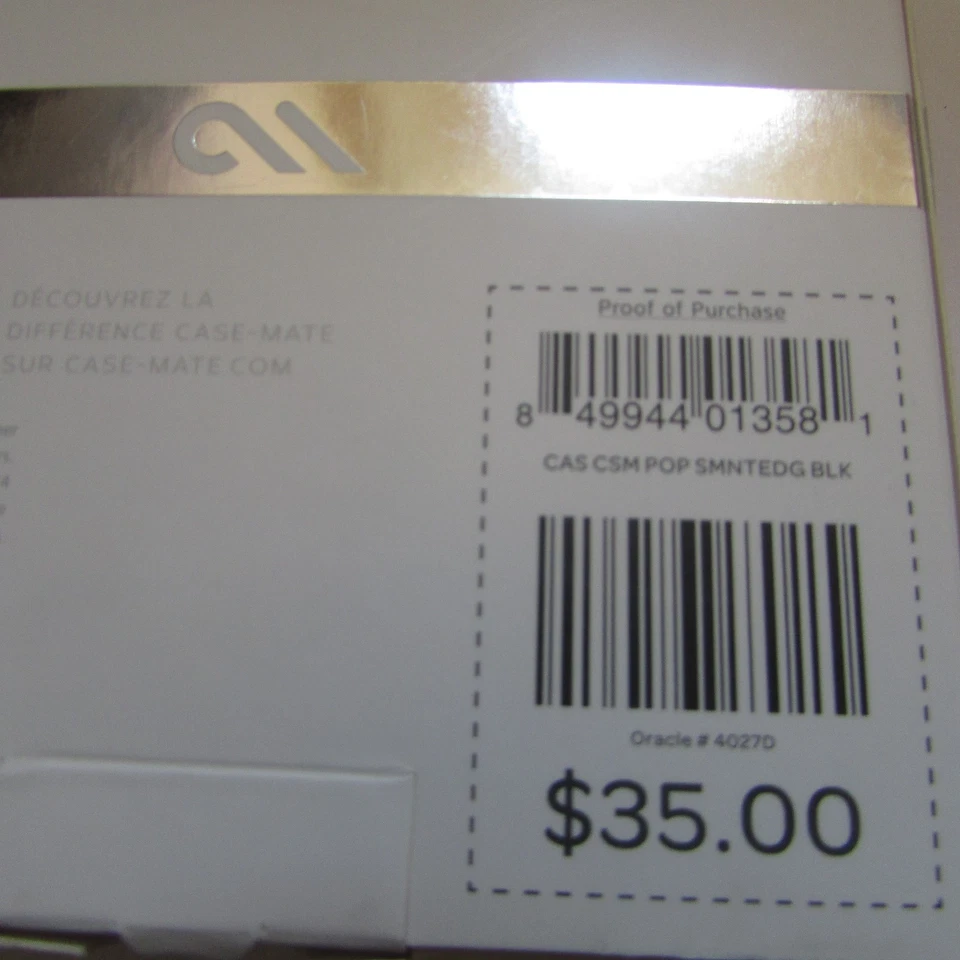 DÉCOUVREZ LA
DIFFÉRENCE CASE-MATE
SUR CASE-MATE.COM
Proof of Purchase
8 49944 01358 1
CAS CSM POP SMNTEDG BLK
Oracle # 4027D
$35.00